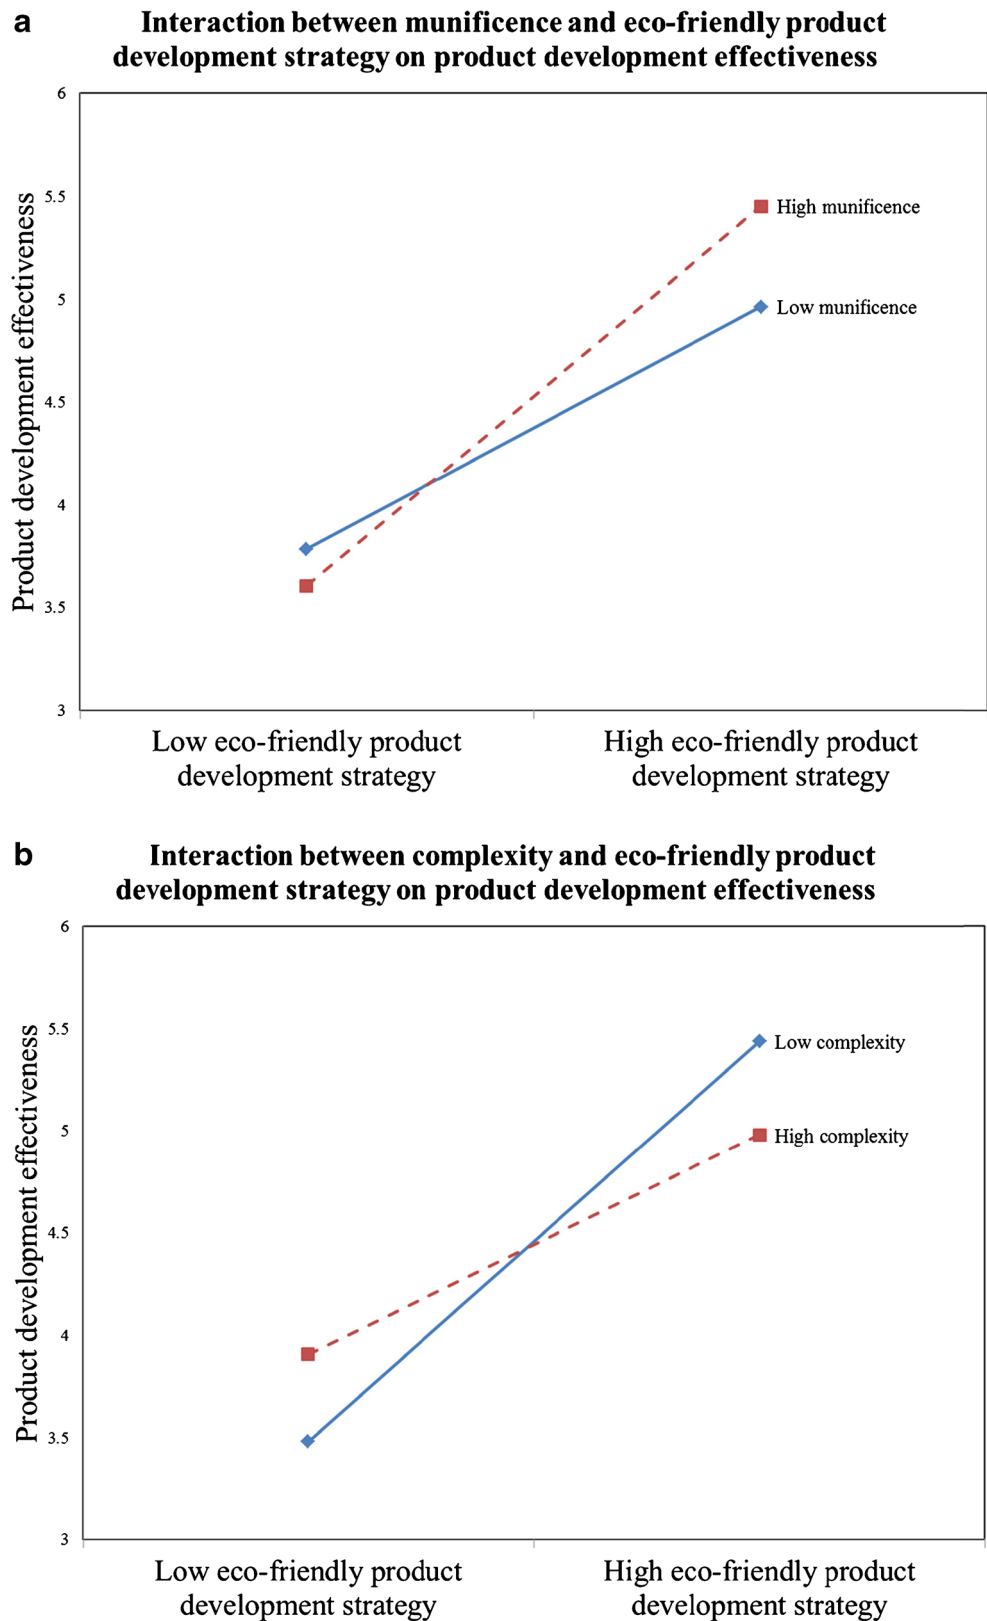 a
Interaction between munificence and eco-friendly product
development strategy on product development effectiveness
Product development effectiveness
6
5.5
5
4.5
4
3.5
3
High munificence
Low munificence
Low eco-friendly product
development strategy
High eco-friendly product
development strategy
b
Interaction between complexity and eco-friendly product
development strategy on product development effectiveness
Product development effectiveness
6
5.5
5
4.5
4
3.5
3
Low complexity
High complexity
Low eco-friendly product
development strategy
High eco-friendly product
development strategy